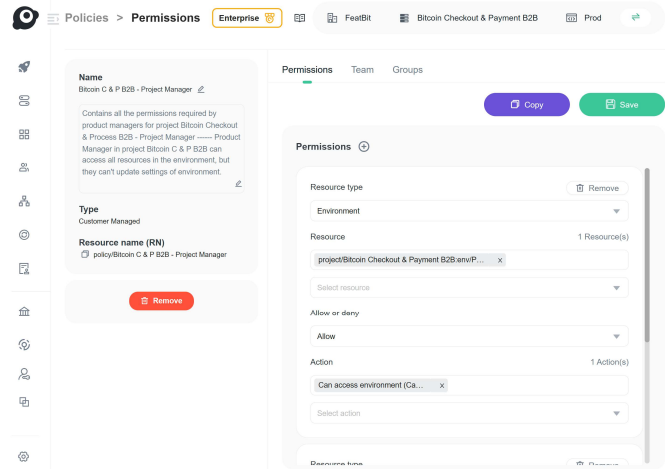 Policies > Permissions Enterprise FeatBit Bitcoin Checkout & Payment B2B Prod
Name
Bitcoin C & P B2B - Project Manager
Contains all the permissions required by
product managers for project Bitcoin Checkout
& Process B2B - Project Manager ------ Product
Manager in project Bitcoin C & P B2B can
access all resources in the environment, but
they can't update settings of environment.
Type
Customer Managed
Resource name (RN)
policy/Bitcoin C & P B2B - Project Manager
Remove
Permissions Team Groups
Copy Save
Permissions
Resource type Remove
Environment
Resource 1 Resource(s)
project/Bitcoin Checkout & Payment B2B:env/P... x
Select resource
Allow or deny
Allow
Action 1 Action(s)
Can access environment (Ca... x
Select action
Resource type Remove